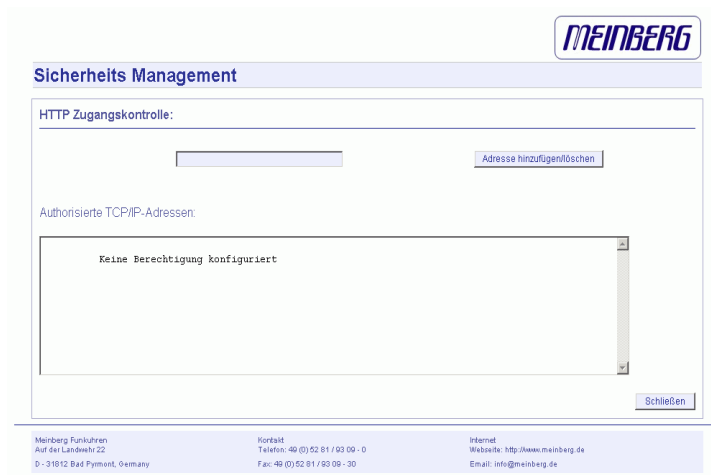 MEINBERG
Sicherheits Management
HTTP Zugangskontrolle:
Adresse hinzufügen/löschen
Authorisierte TCP/IP-Adressen:
Keine Berechtigung konfiguriert
Schließen
Meinberg Funkuhren
Auf der Landwehr 22
D - 31812 Bad Pyrmont, Germany
Kontakt
Telefon: 49 (0) 52 81 / 93 09 - 0
Fax: 49 (0) 52 81 / 93 09 - 30
Internet
Webseite: http://www.meinberg.de
Email: info@meinberg.de